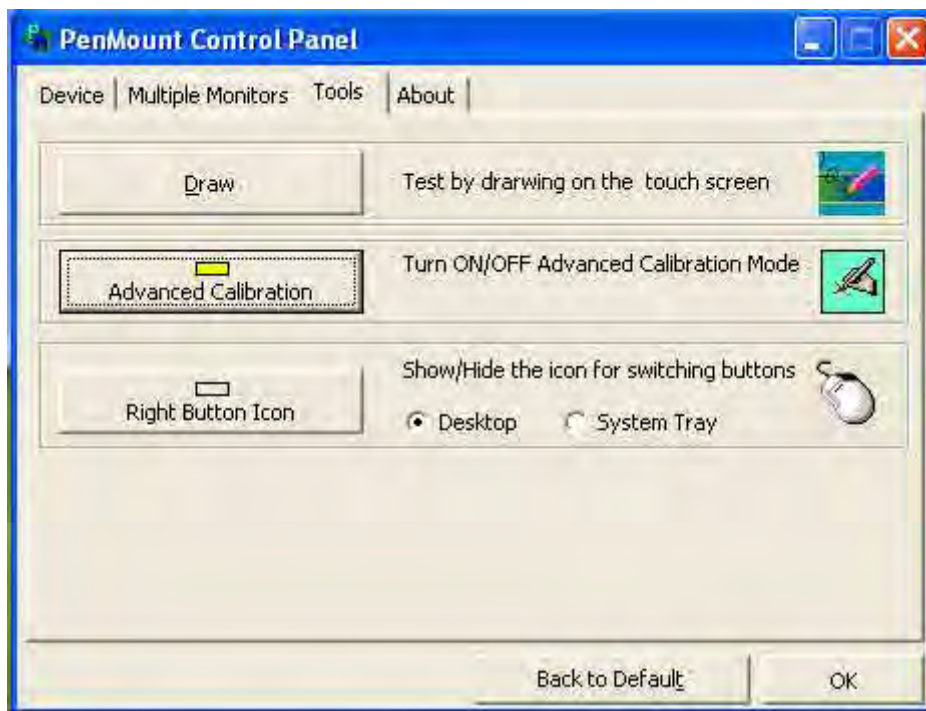 PenMount Control Panel
Device Multiple Monitors Tools About
Draw Test by drarwing on the touch screen
Advanced Calibration Turn ON/OFF Advanced Calibration Mode
Show/Hide the icon for switching buttons
Right Button Icon Desktop System Tray
Back to Default OK